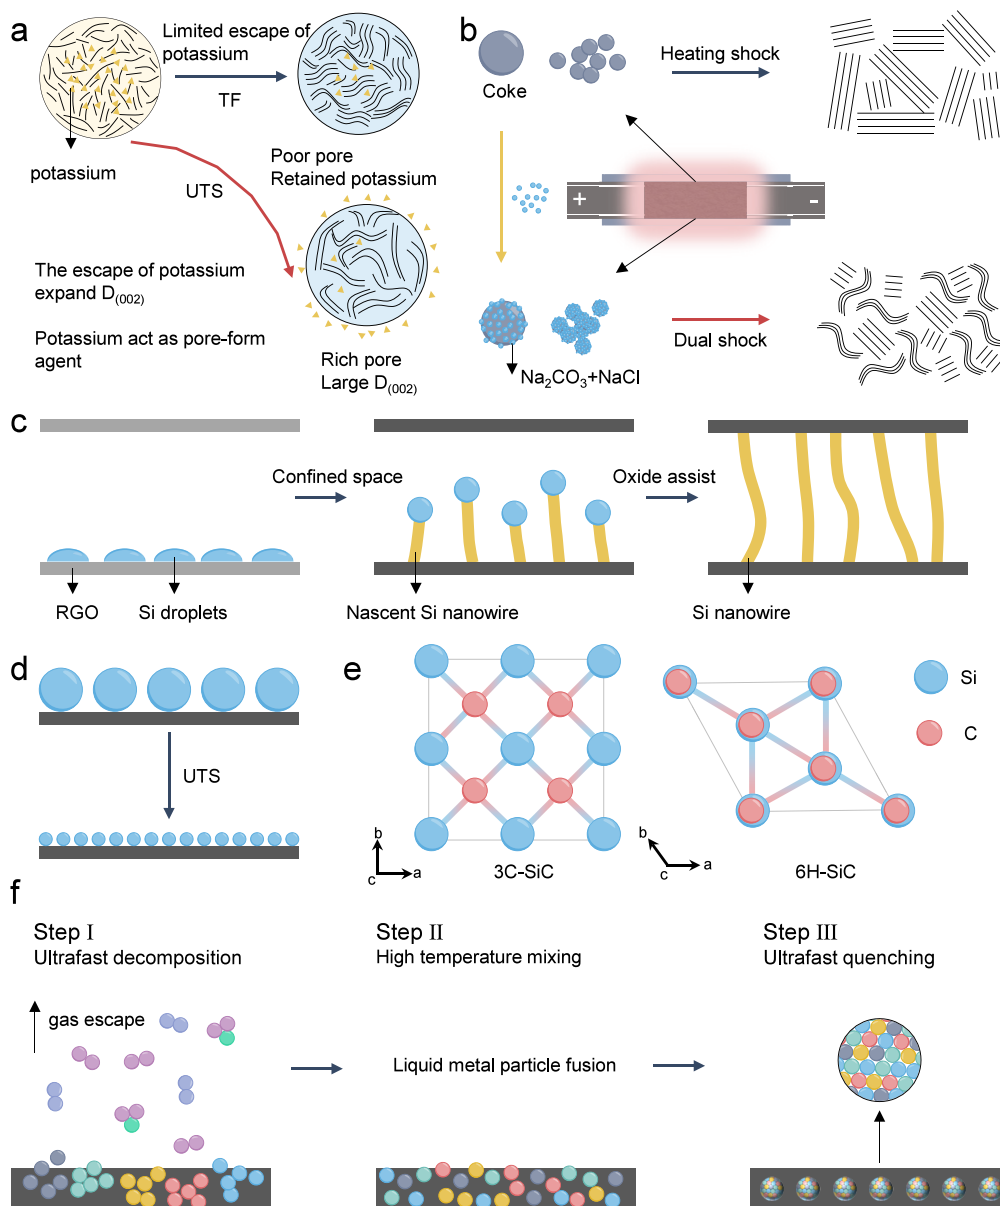 a
Limited escape of
potassium
TF
potassium
UTS
Poor pore
Retained potassium
The escape of potassium
expand D(002)
Potassium act as pore-form
agent
Rich pore
Large D(002)
b
Coke
Heating shock
+
-
Dual shock
Na2CO3+NaCl
c
Confined space
Oxide assist
RGO
Si droplets
Nascent Si nanowire
Si nanowire
d
UTS
e
Si
C
b
c
a
3C-SiC
b
c
a
6H-SiC
f
Step I
Ultrafast decomposition
Step II
High temperature mixing
Step III
Ultrafast quenching
gas escape
Liquid metal particle fusion